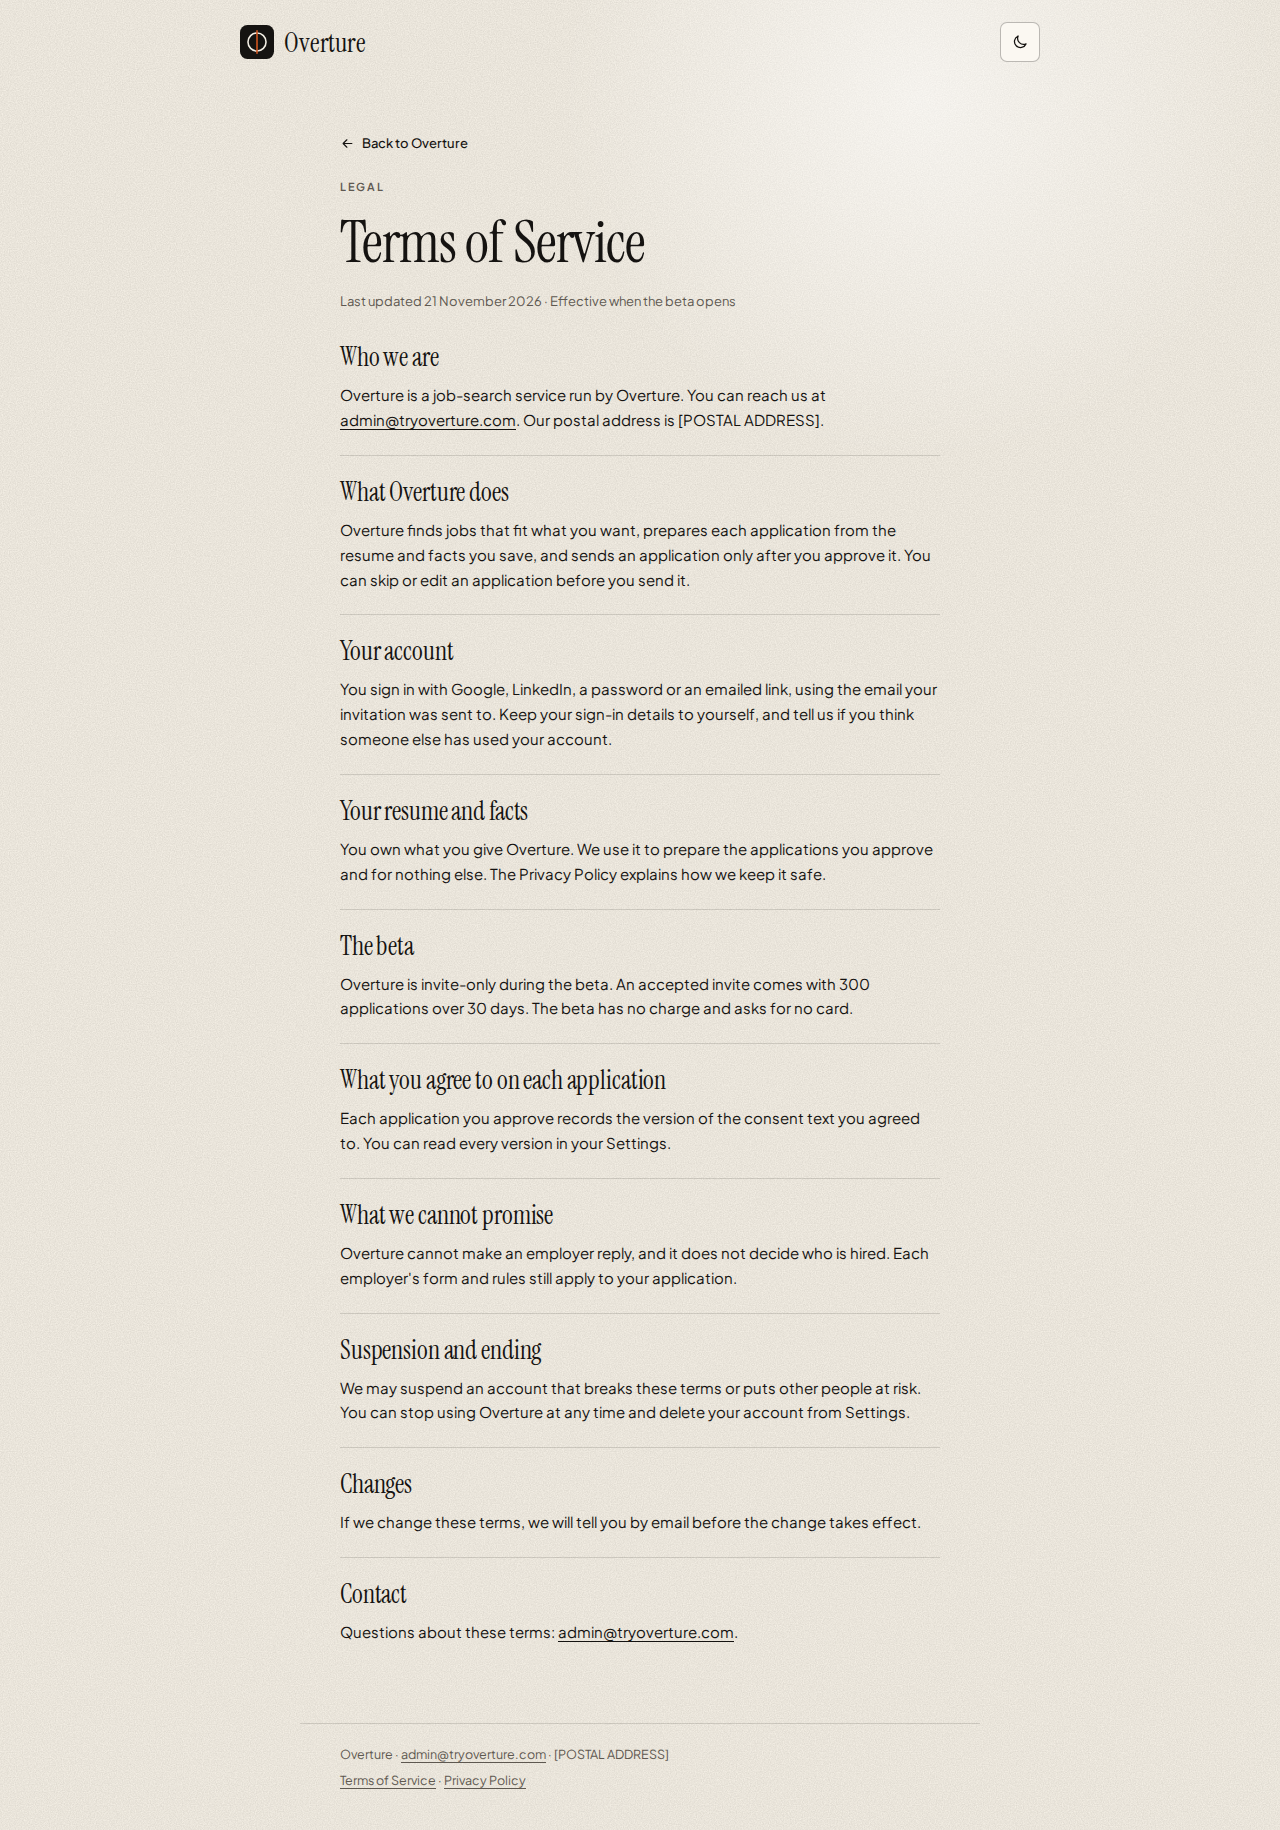 Overture
← Back to Overture
LEGAL
Terms of Service
Last updated 21 November 2026 · Effective when the beta opens
Who we are
Overture is a job-search service run by Overture. You can reach us at
admin@tryoverture.com. Our postal address is [POSTAL ADDRESS].
What Overture does
Overture finds jobs that fit what you want, prepares each application from the
resume and facts you save, and sends an application only after you approve it. You
can skip or edit an application before you send it.
Your account
You sign in with Google, LinkedIn, a password or an emailed link, using the email your
invitation was sent to. Keep your sign-in details to yourself, and tell us if you think
someone else has used your account.
Your resume and facts
You own what you give Overture. We use it to prepare the applications you approve
and for nothing else. The Privacy Policy explains how we keep it safe.
The beta
Overture is invite-only during the beta. An accepted invite comes with 300
applications over 30 days. The beta has no charge and asks for no card.
What you agree to on each application
Each application you approve records the version of the consent text you agreed
to. You can read every version in your Settings.
What we cannot promise
Overture cannot make an employer reply, and it does not decide who is hired. Each
employer's form and rules still apply to your application.
Suspension and ending
We may suspend an account that breaks these terms or puts other people at risk.
You can stop using Overture at any time and delete your account from Settings.
Changes
If we change these terms, we will tell you by email before the change takes effect.
Contact
Questions about these terms: admin@tryoverture.com.
Overture · admin@tryoverture.com · [POSTAL ADDRESS]
Terms of Service · Privacy Policy